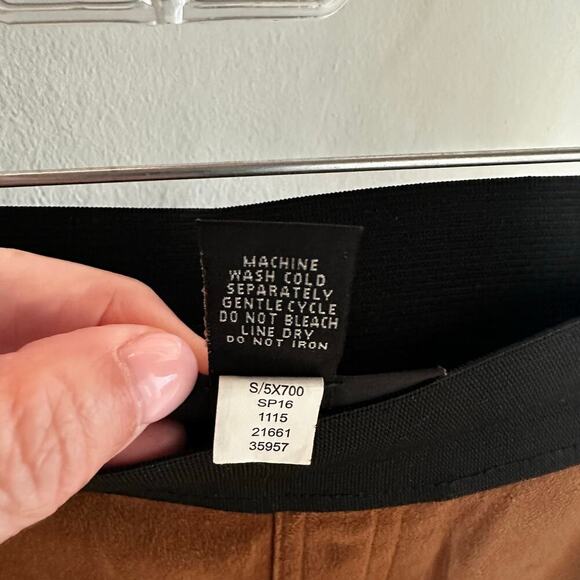 MACHINE
WASH COLD
SEPARATELY
GENTLE CYCLE
DO NOT BLEACH
LINE DRY
DO NOT IRON
S/5X700
SP16
1115
21661
35957